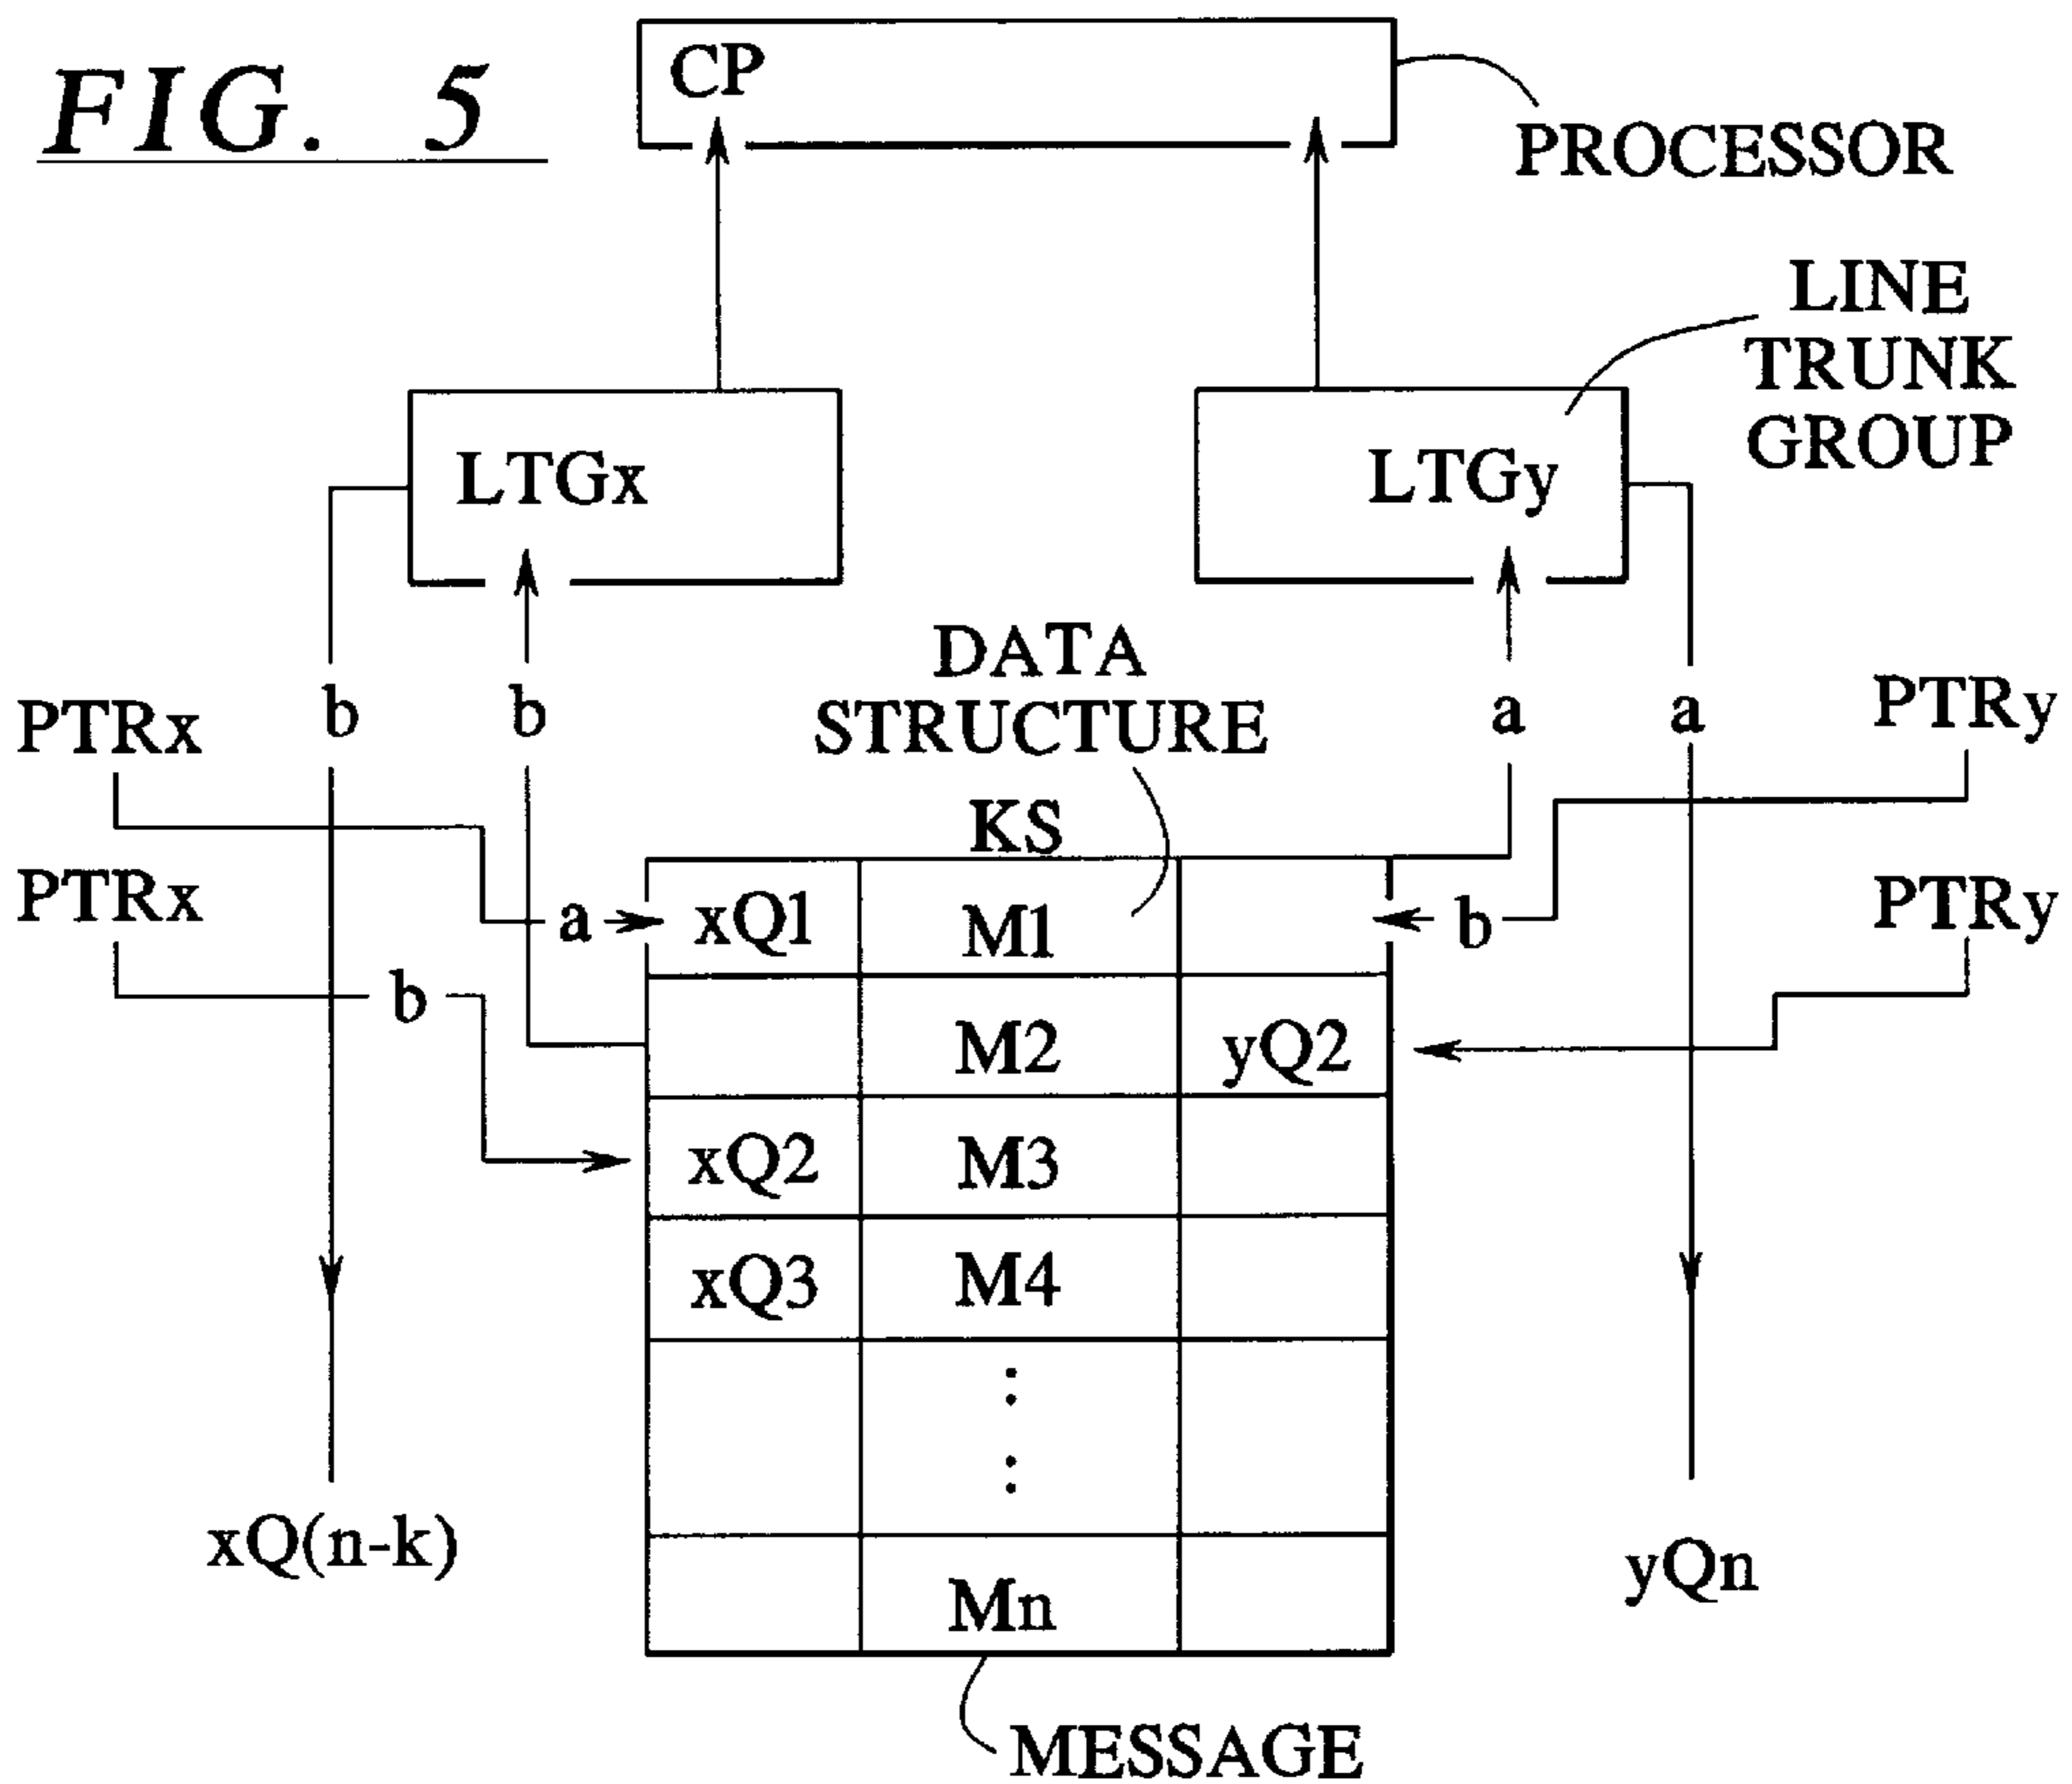 FIG. 5
CP
PROCESSOR
LINE
TRUNK
GROUP
LTGx
LTGy
DATA
STRUCTURE
KS
PTRx
b
b
a
a
PTRy
PTRx
a
xQ1
M1
b
PTRy
b
M2
yQ2
xQ2
M3
xQ3
M4
xQ(n-k)
Mn
yQn
MESSAGE